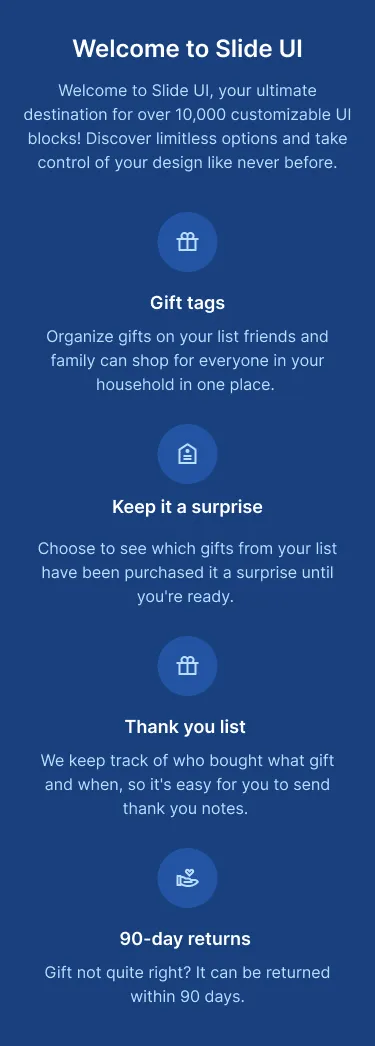 Welcome to Slide UI
Welcome to Slide UI, your ultimate
destination for over 10,000 customizable UI
blocks! Discover limitless options and take
control of your design like never before.
Gift tags
Organize gifts on your list friends and
family can shop for everyone in your
household in one place.
Keep it a surprise
Choose to see which gifts from your list
have been purchased it a surprise until
you're ready.
Thank you list
We keep track of who bought what gift
and when, so it's easy for you to send
thank you notes.
90-day returns
Gift not quite right? It can be returned
within 90 days.